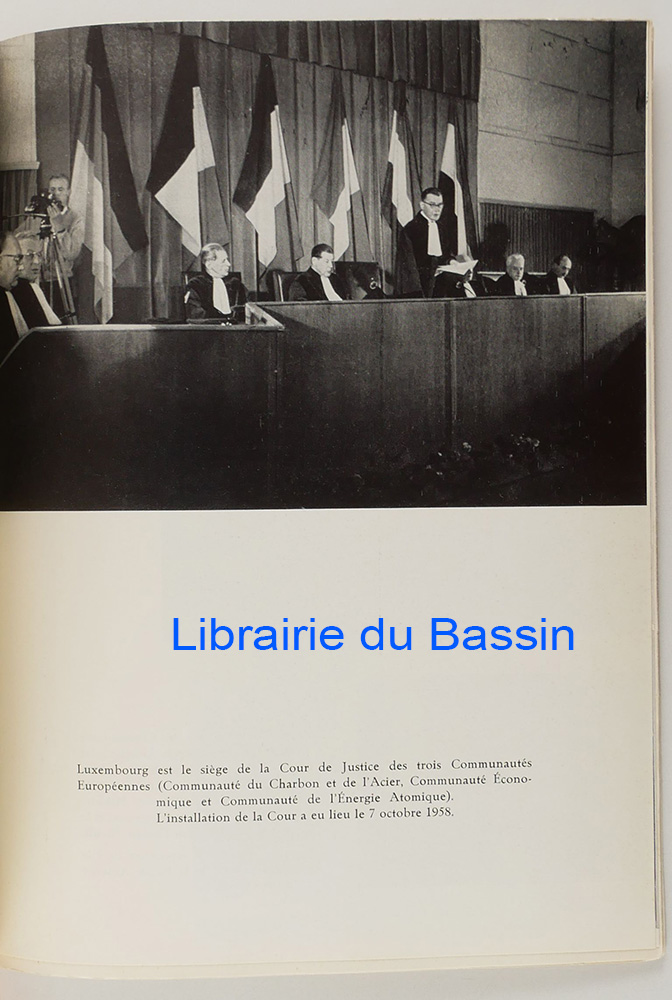 Librairie du Bassin
Luxembourg est le siège de la Cour de Justice des trois Communautés
Européennes (Communauté du Charbon et de l'Acier, Communauté Écono-
mique et Communauté de l'Énergie Atomique).
L'installation de la Cour a eu lieu le 7 octobre 1958.